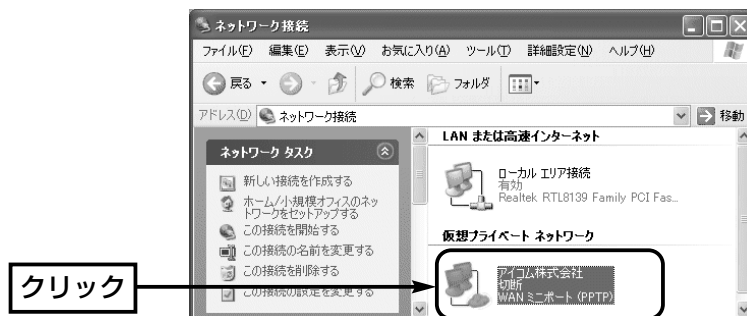 ネットワーク接続
ファイル(F) 編集(E) 表示(V) お気に入り(A) ツール(T) 詳細設定(N) ヘルプ(H)
戻る 検索 フォルダ
アドレス(D) ネットワーク接続 移動
ネットワーク タスク
新しい接続を作成する
ホーム/小規模オフィスのネッ
トワークをセットアップする
この接続を開始する
この接続の名前を変更する
この接続を削除する
この接続の設定を変更する
LAN または高速インターネット
ローカル エリア接続
有効
Realtek RTL8139 Family PCI Fas...
仮想プライベート ネットワーク
アイコム株式会社
切断
WAN ミニポート (PPTP)
クリック